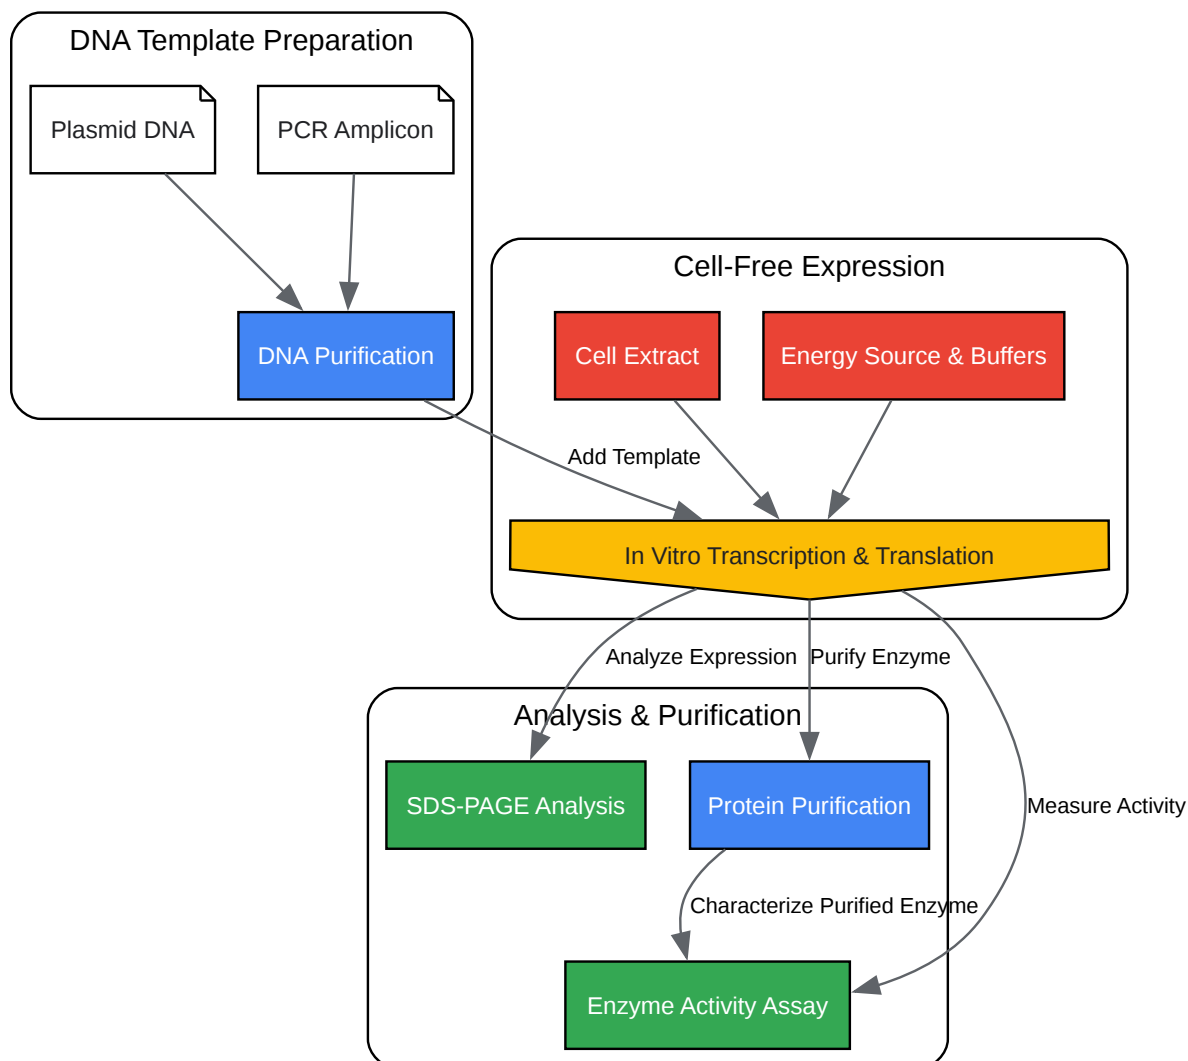 DNA Template Preparation
Plasmid DNA
PCR Amplicon
DNA Purification
Cell-Free Expression
Cell Extract
Energy Source & Buffers
Add Template
In Vitro Transcription & Translation
Analyze Expression
Purify Enzyme
Analysis & Purification
SDS-PAGE Analysis
Protein Purification
Measure Activity
Characterize Purified Enzyme
Enzyme Activity Assay